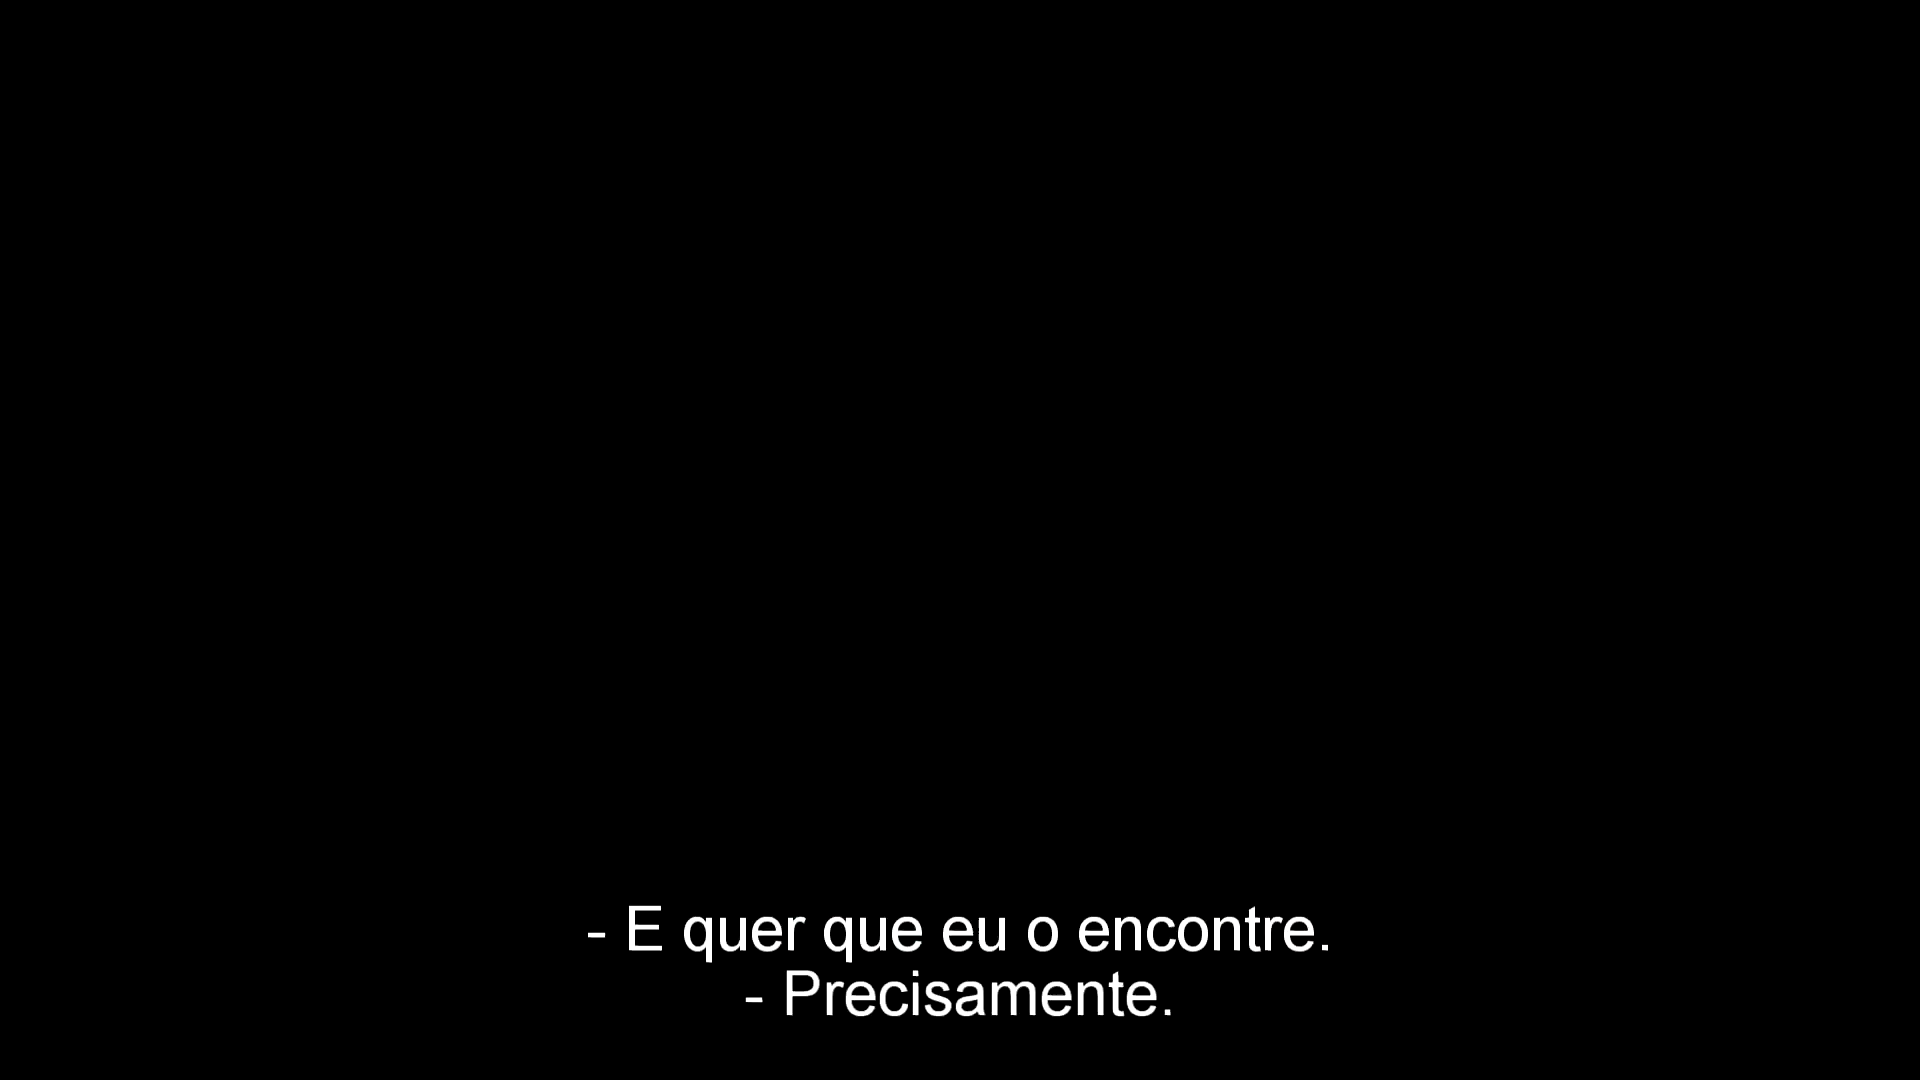 - E quer que eu o encontre.
- Precisamente.